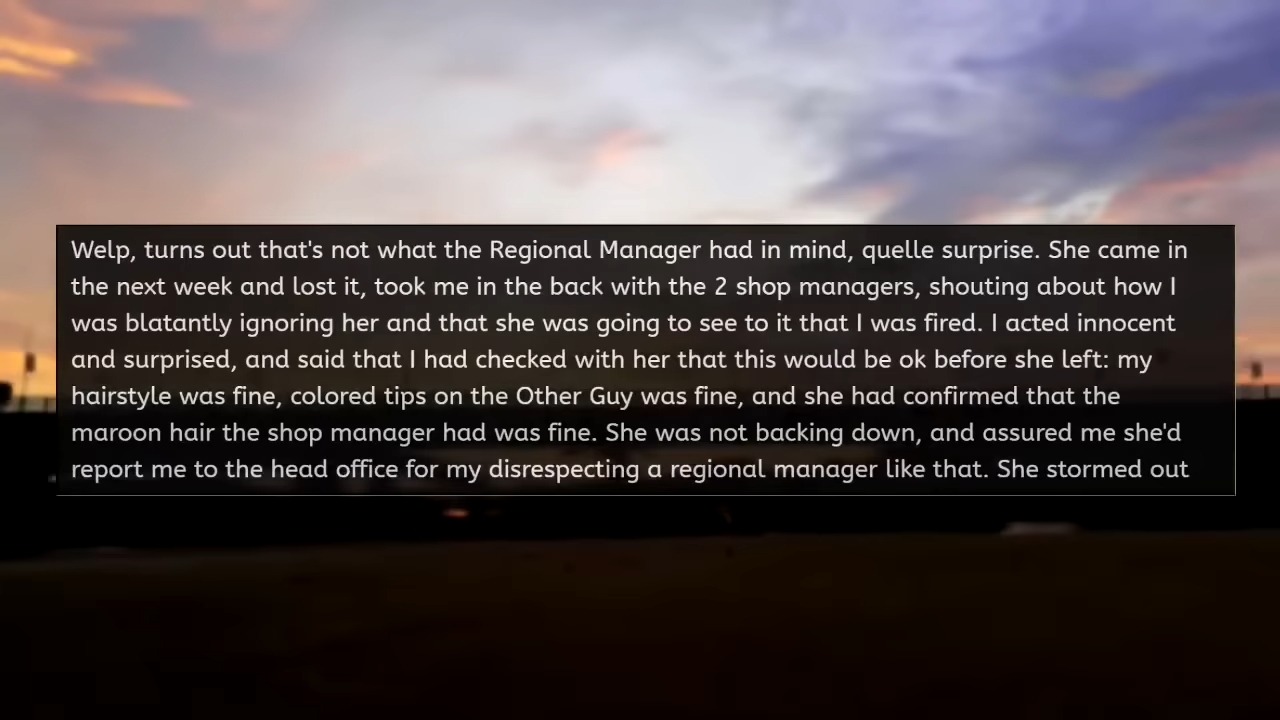 Welp, turns out that's not what the Regional Manager had in mind, quelle surprise. She came in
the next week and lost it, took me in the back with the 2 shop managers, shouting about how I
was blatantly ignoring her and that she was going to see to it that I was fired. I acted innocent
and surprised, and said that I had checked with her that this would be ok before she left: my
hairstyle was fine, colored tips on the Other Guy was fine, and she had confirmed that the
maroon hair the shop manager had was fine. She was not backing down, and assured me she'd
report me to the head office for my disrespecting a regional manager like that. She stormed out